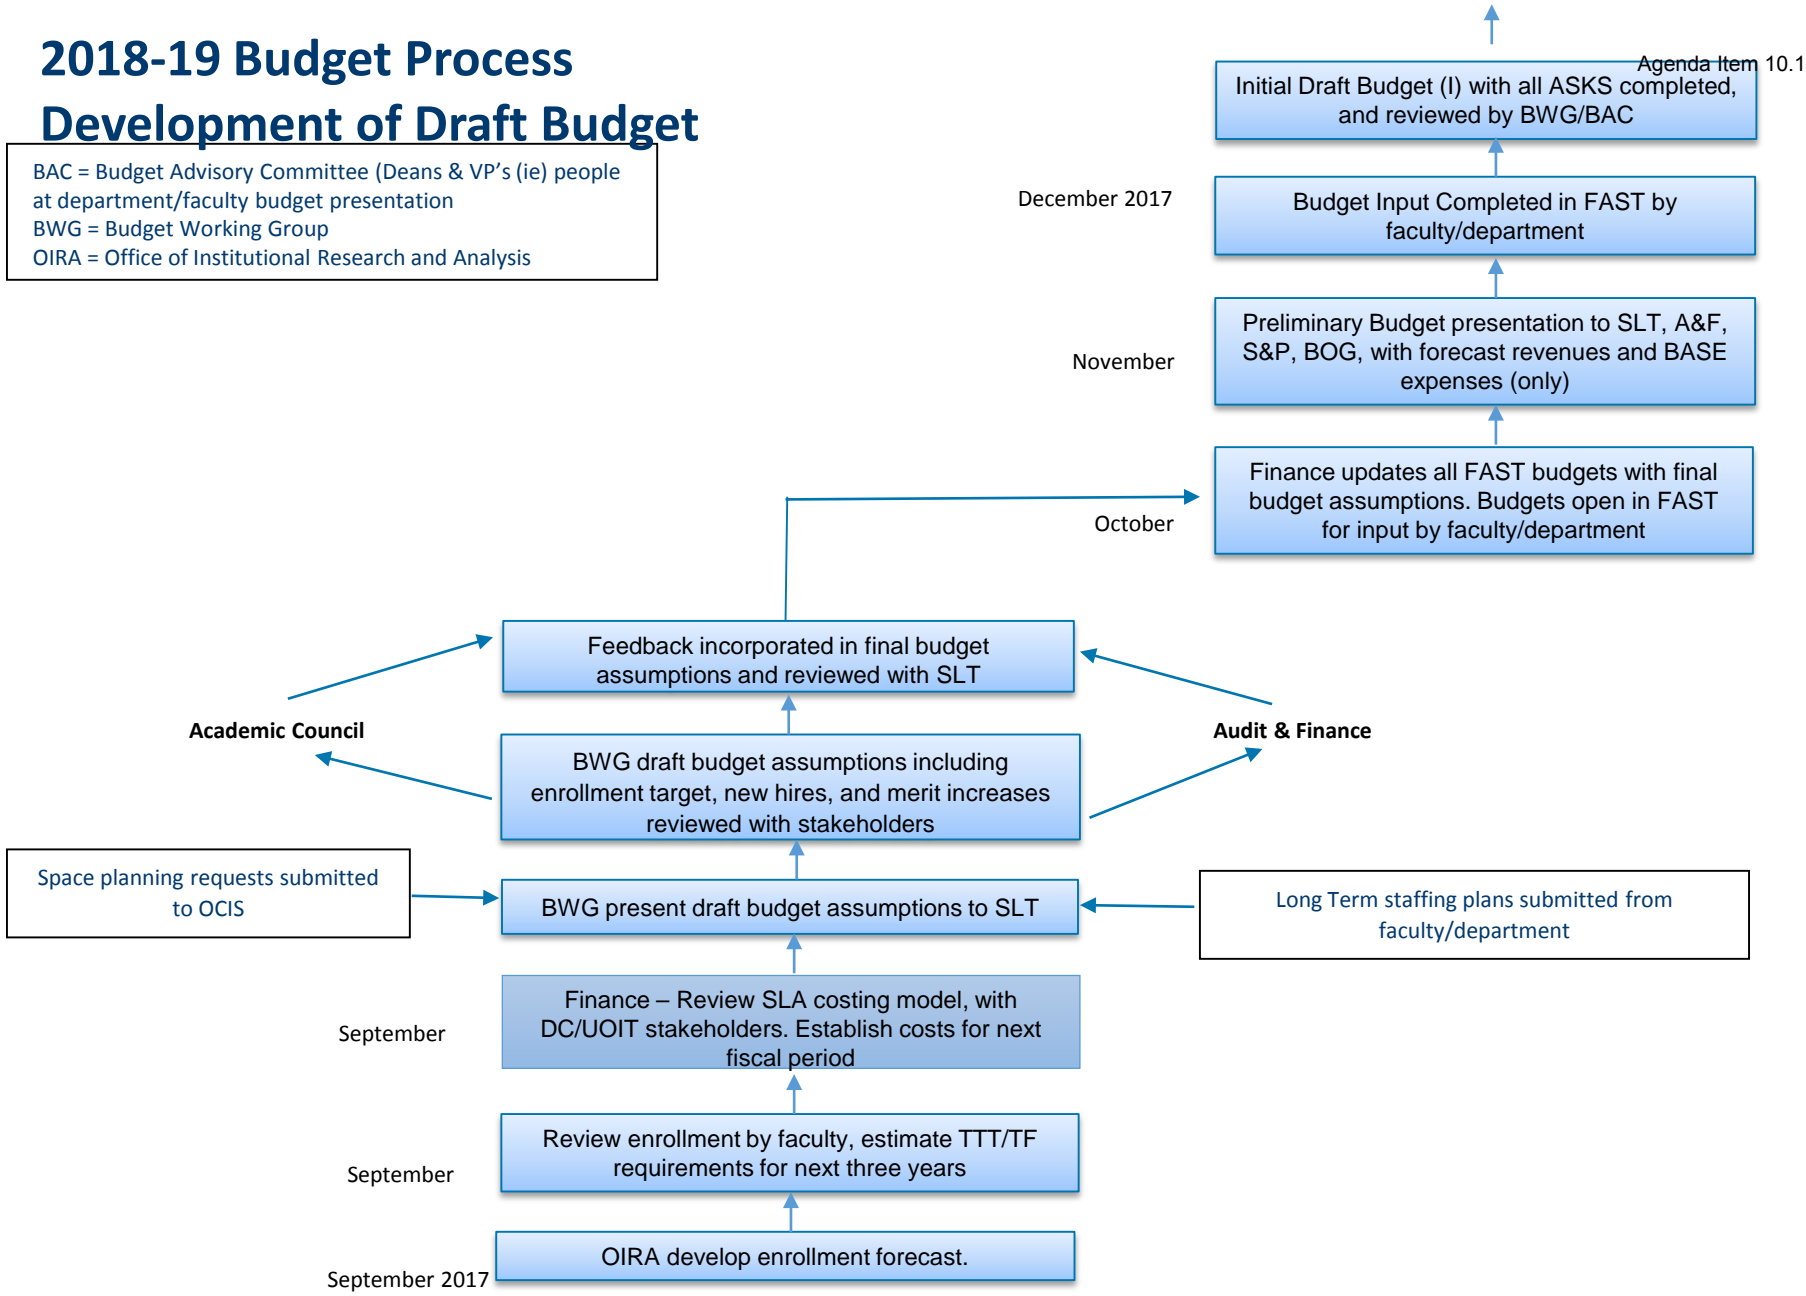 2018-19 Budget Process
Development of Draft Budget
BAC = Budget Advisory Committee (Deans & VP's (ie) people
at department/faculty budget presentation
BWG = Budget Working Group
OIRA = Office of Institutional Research and Analysis
Agenda Item 10.1
Initial Draft Budget (I) with all ASKS completed,
and reviewed by BWG/BAC
December 2017
Budget Input Completed in FAST by
faculty/department
November
Preliminary Budget presentation to SLT, A&F,
S&P, BOG, with forecast revenues and BASE
expenses (only)
October
Finance updates all FAST budgets with final
budget assumptions. Budgets open in FAST
for input by faculty/department
Feedback incorporated in final budget
assumptions and reviewed with SLT
Academic Council
Audit & Finance
BWG draft budget assumptions including
enrollment target, new hires, and merit increases
reviewed with stakeholders
Space planning requests submitted
to OCIS
BWG present draft budget assumptions to SLT
Long Term staffing plans submitted from
faculty/department
September
Finance – Review SLA costing model, with
DC/UOIT stakeholders. Establish costs for next
fiscal period
September
Review enrollment by faculty, estimate TTT/TF
requirements for next three years
September 2017
OIRA develop enrollment forecast.